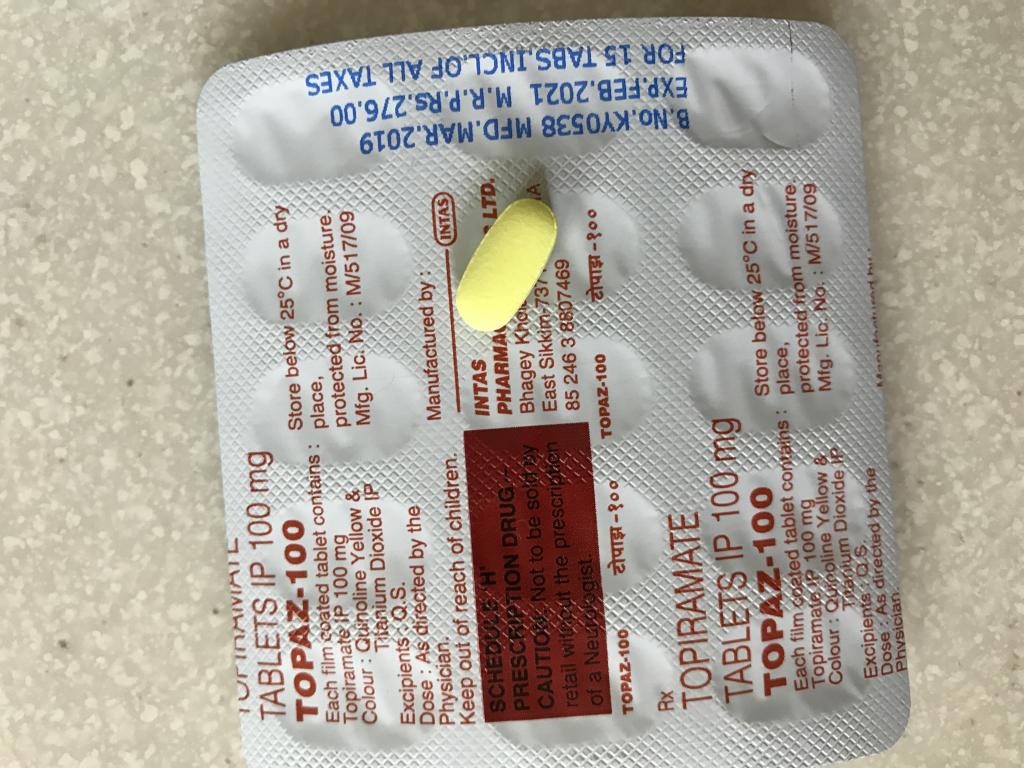 B.No.KY0538 MFD.MAR.2019
EXP.FEB.2021 M.R.P.Rs.276.00
FOR 15 TABS.INCL.OF ALL TAXES
TABLETS IP 100 mg
TOPAZ-100
Each film coated tablet contains :
Topiramate IP 100 mg
Colour : Quinoline Yellow &
Titanium Dioxide IP
Excipients : Q.S.
Dose : As directed by the
Physician.
Keep out of reach of children.
Store below 25°C in a dry
place,
protected from moisture.
Mfg. Lic. No. : M/517/09
Manufactured by :
INTAS
INTAS
LTD.
Bhagey
East Sikkim
85 246 3 8807469
SCHEDULE 'H'
PRESCRIPTION DRUG-
CAUTION: Not to be sold by
retail without the prescription
of a Neurologist.
TOPAZ-100
टोपाझ-१००
TOPAZ-100
टोपाझ-१००
Rx
TOPIRAMATE
TABLETS IP 100 mg
TOPAZ-100
Each film coated tablet contains :
Topiramate IP 100 mg
Colour : Quinoline Yellow &
Titanium Dioxide IP
Excipients : Q.S.
Dose : As directed by the
Physician.
Store below 25°C in a dry
place,
protected from moisture.
Mfg. Lic. No. : M/517/09